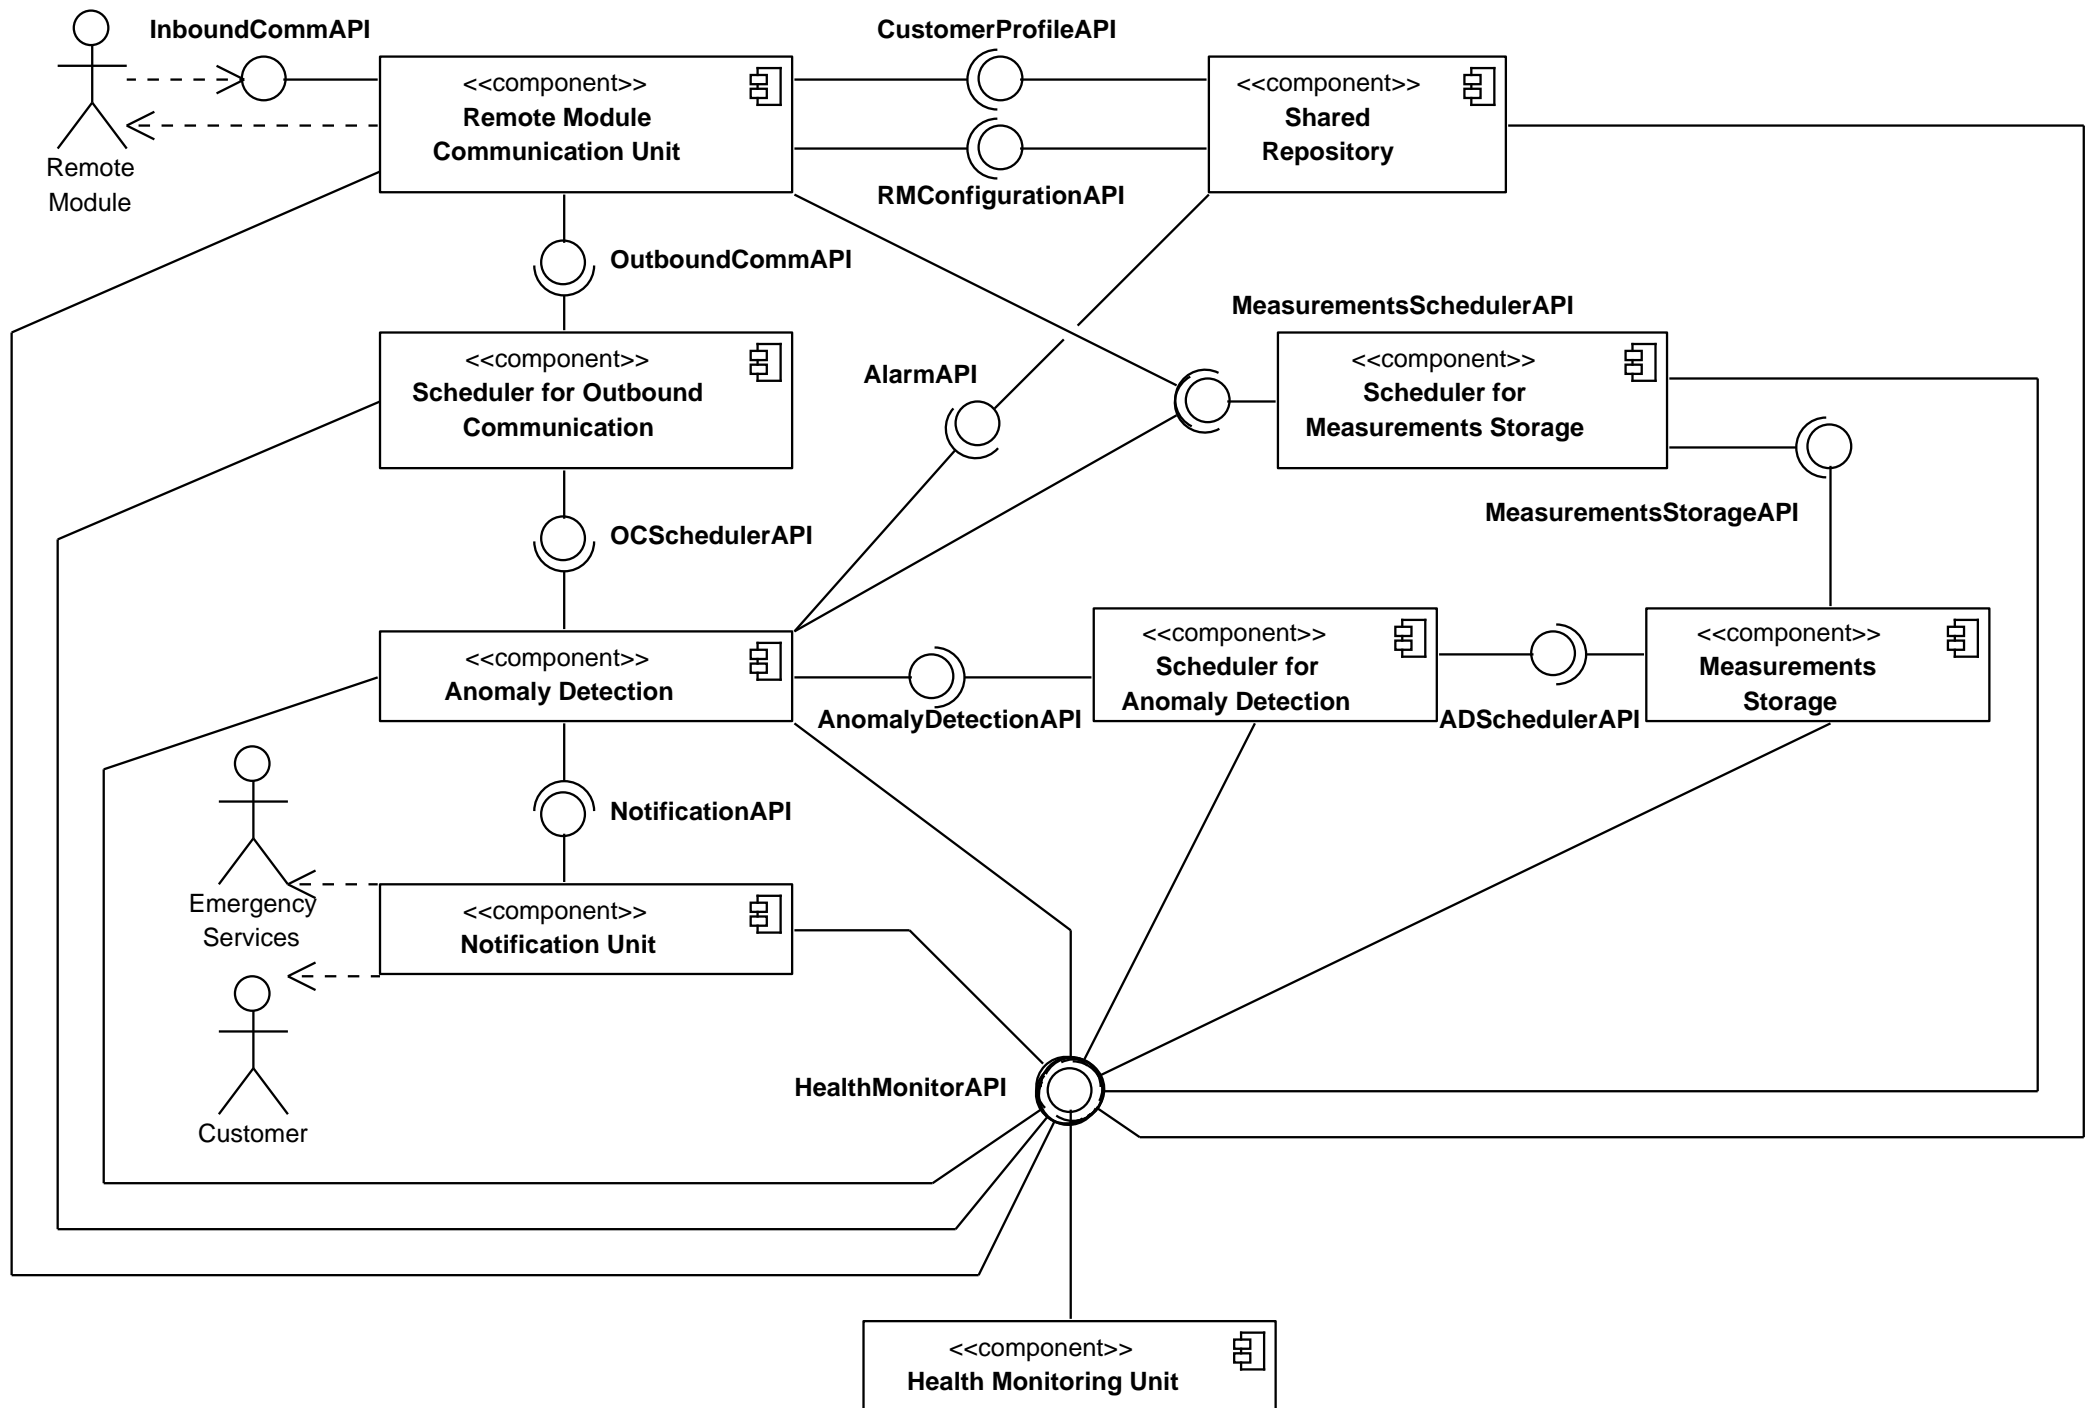 InboundCommAPI
CustomerProfileAPI
<<component>>
Remote Module
Communication Unit
<<component>>
Shared
Repository
Remote
Module
RMConfigurationAPI
OutboundCommAPI
MeasurementsSchedulerAPI
<<component>>
Scheduler for Outbound
Communication
AlarmAPI
<<component>>
Scheduler for
Measurements Storage
MeasurementsStorageAPI
OCSchedulerAPI
<<component>>
Anomaly Detection
<<component>>
Scheduler for
Anomaly Detection
<<component>>
Measurements
Storage
AnomalyDetectionAPI
ADSchedulerAPI
NotificationAPI
Emergency
Services
<<component>>
Notification Unit
HealthMonitorAPI
Customer
<<component>>
Health Monitoring Unit